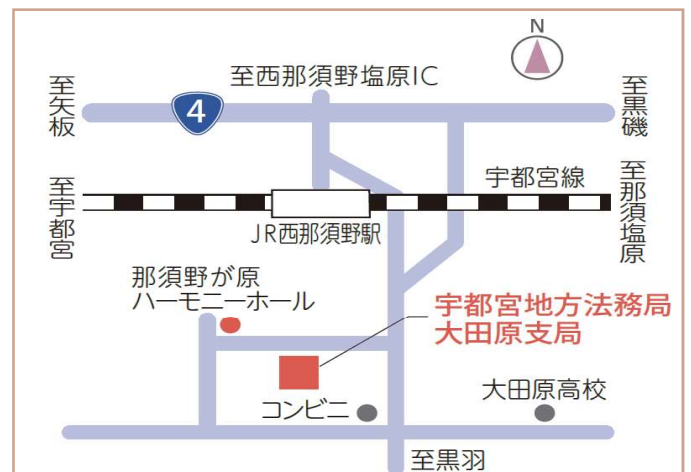 N
至西那須野塩原IC
至矢板
4
至黒磯
至宇都宮
宇都宮線
至那須塩原
JR西那須野駅
那須野が原
ハーモニーホール
宇都宮地方法務局
大田原支局
コンビニ
大田原高校
至黒羽